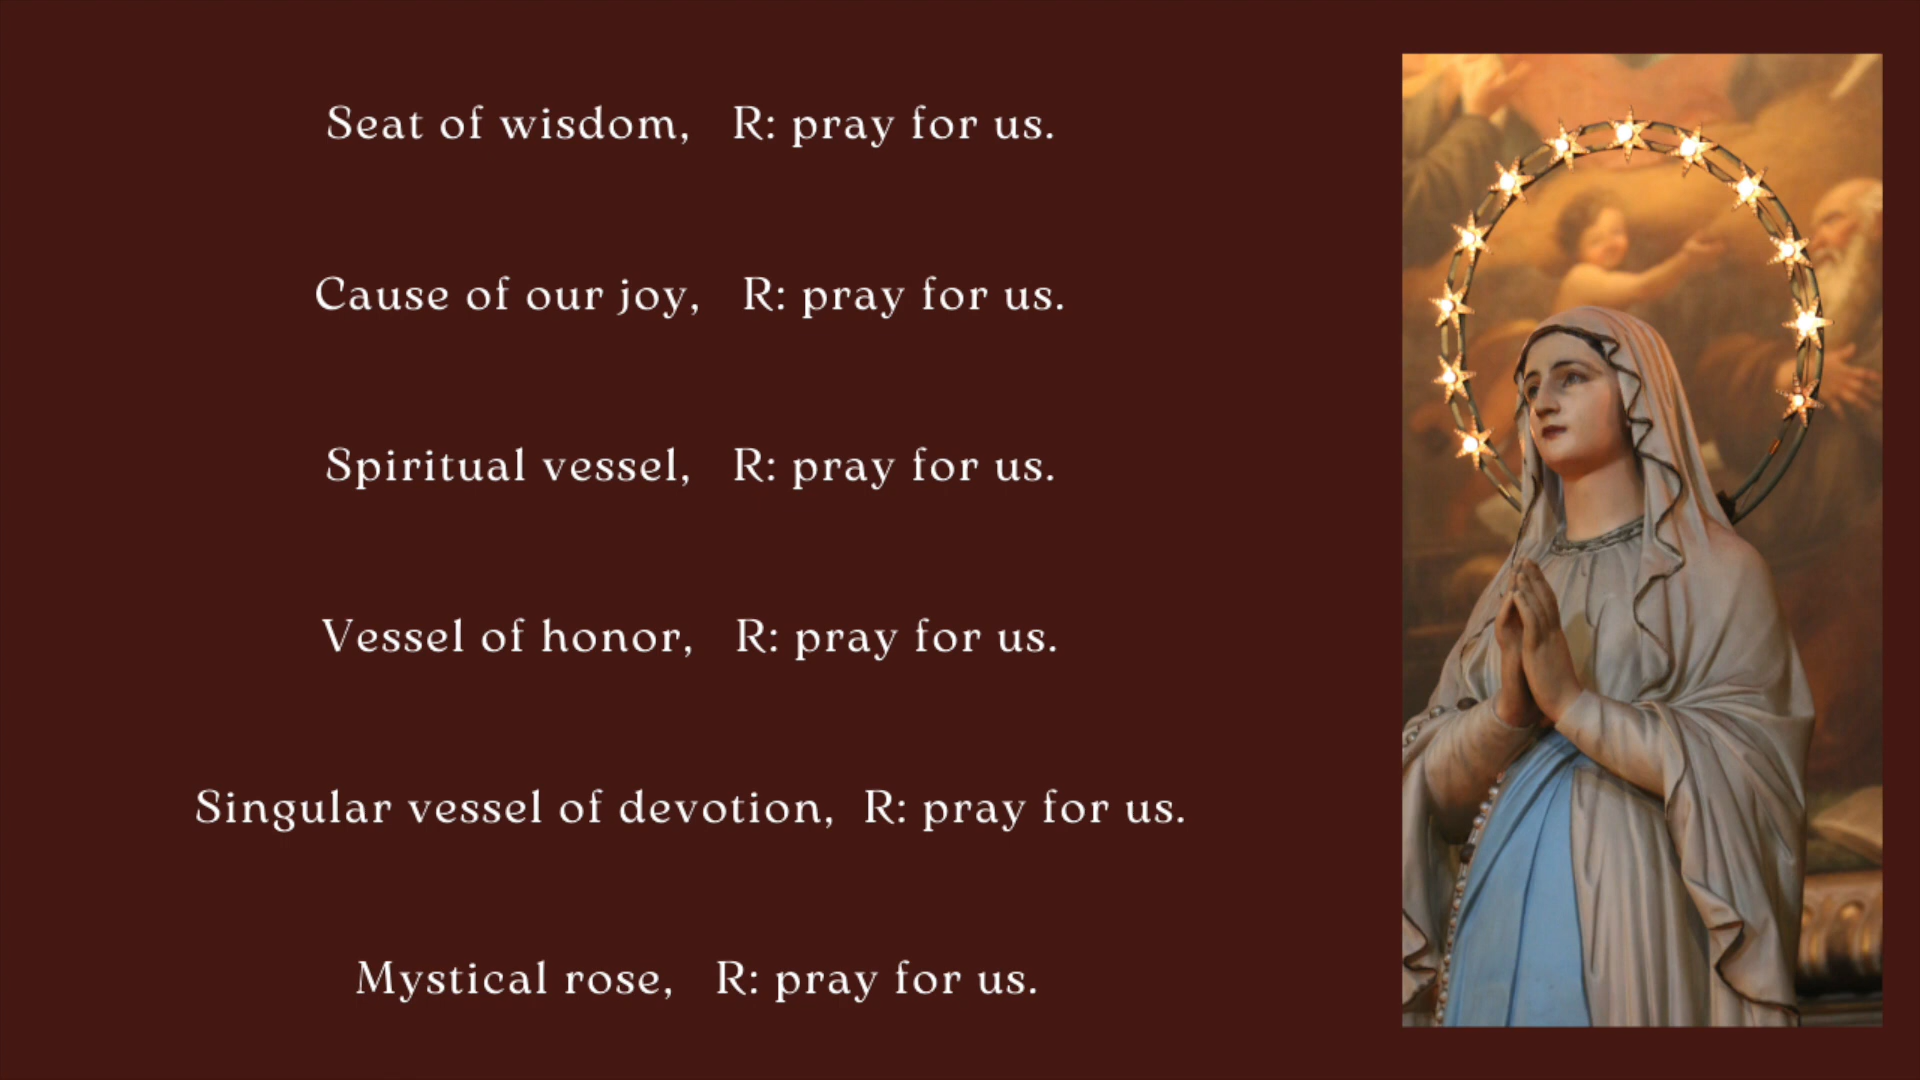 Seat of wisdom, R: pray for us.
Cause of our joy, R: pray for us.
Spiritual vessel, R: pray for us.
Vessel of honor, R: pray for us.
Singular vessel of devotion, R: pray for us.
Mystical rose, R: pray for us.